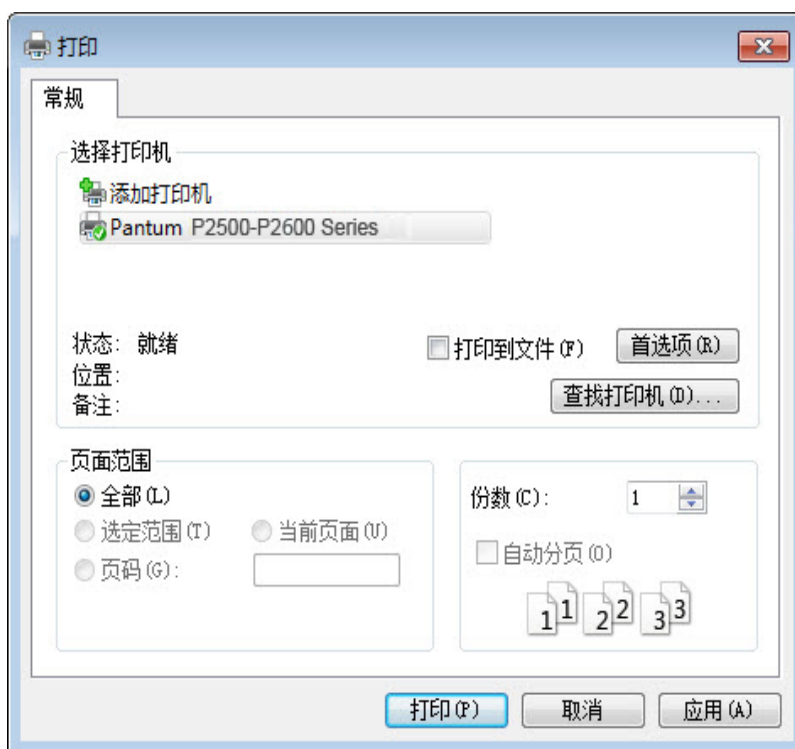 打印
常规
选择打印机
添加打印机
Pantum P2500-P2600 Series
状态: 就绪
打印到文件(F)
首选项(R)
位置:
查找打印机(D)...
备注:
页面范围
全部(L)
选定范围(T) 当前页面(U)
页码(G):
份数(C): 1
自动分页(O)
1 1 2 2 3 3
打印(P) 取消 应用(A)